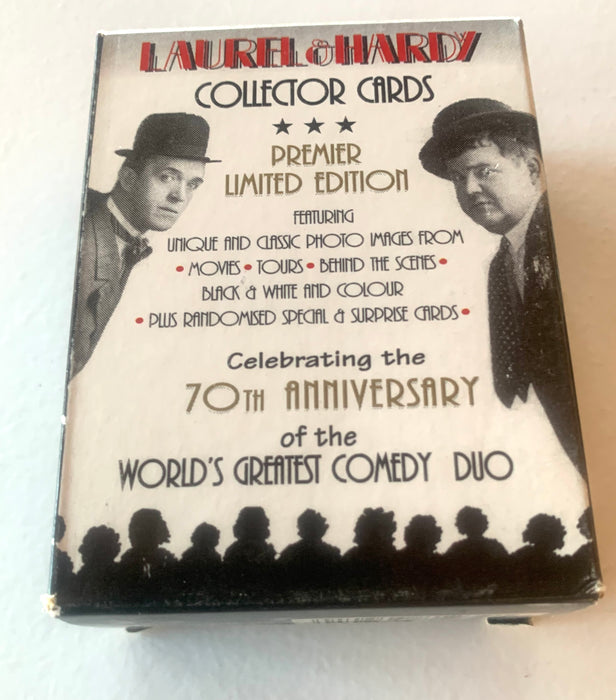 LAUREL & HARDY
COLLECTOR CARDS
★ ★ ★
PREMIER
LIMITED EDITION
FEATURING
UNIQUE AND CLASSIC PHOTO IMAGES FROM
• MOVIES • TOURS • BEHIND THE SCENES •
BLACK & WHITE AND COLOUR
• PLUS RANDOMISED SPECIAL & SURPRISE CARDS •
Celebrating the
70TH ANNIVERSARY
of the
WORLD'S GREATEST COMEDY DUO